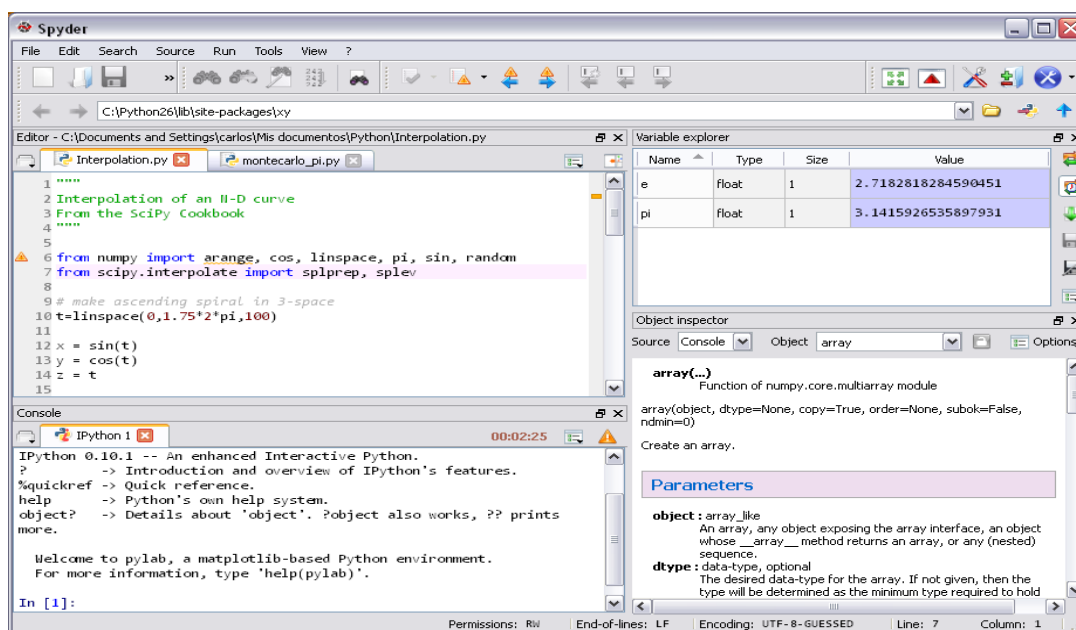 Spyder
File Edit Search Source Run Tools View ?
C:\Python26\lib\site-packages\xy
Editor - C:\Documents and Settings\carlos\Mis documentos\Python\Interpolation.py
Interpolation.py montecarlo_pi.py
1 """
2 Interpolation of an N-D curve
3 From the SciPy Cookbook
4 """
5
6 from numpy import arange, cos, linspace, pi, sin, random
7 from scipy.interpolate import splprep, splev
8
9 # make ascending spiral in 3-space
10 t=linspace(0,1.75*2*pi,100)
11
12 x = sin(t)
13 y = cos(t)
14 z = t
15
Console
IPython 1 00:02:25
IPython 0.10.1 -- An enhanced Interactive Python.
? -> Introduction and overview of IPython's features.
%quickref -> Quick reference.
help -> Python's own help system.
object? -> Details about 'object'. ?object also works, ?? prints
more.
Welcome to pylab, a matplotlib-based Python environment.
For more information, type 'help(pylab)'.
In [1]:
Variable explorer
Name Type Size Value
e float 1 2.7182818284590451
pi float 1 3.1415926535897931
Object inspector
Source Console Object array Options
array(...)
Function of numpy.core.multiarray module
array(object, dtype=None, copy=True, order=None, subok=False,
ndmin=0)
Create an array.
Parameters
object : array_like
An array, any object exposing the array interface, an object
whose __array__ method returns an array, or any (nested)
sequence.
dtype : data-type, optional
The desired data-type for the array. If not given, then the
type will be determined as the minimum type required to hold
Permissions: RW End-of-lines: LF Encoding: UTF-8-GUESSED Line: 7 Column: 1